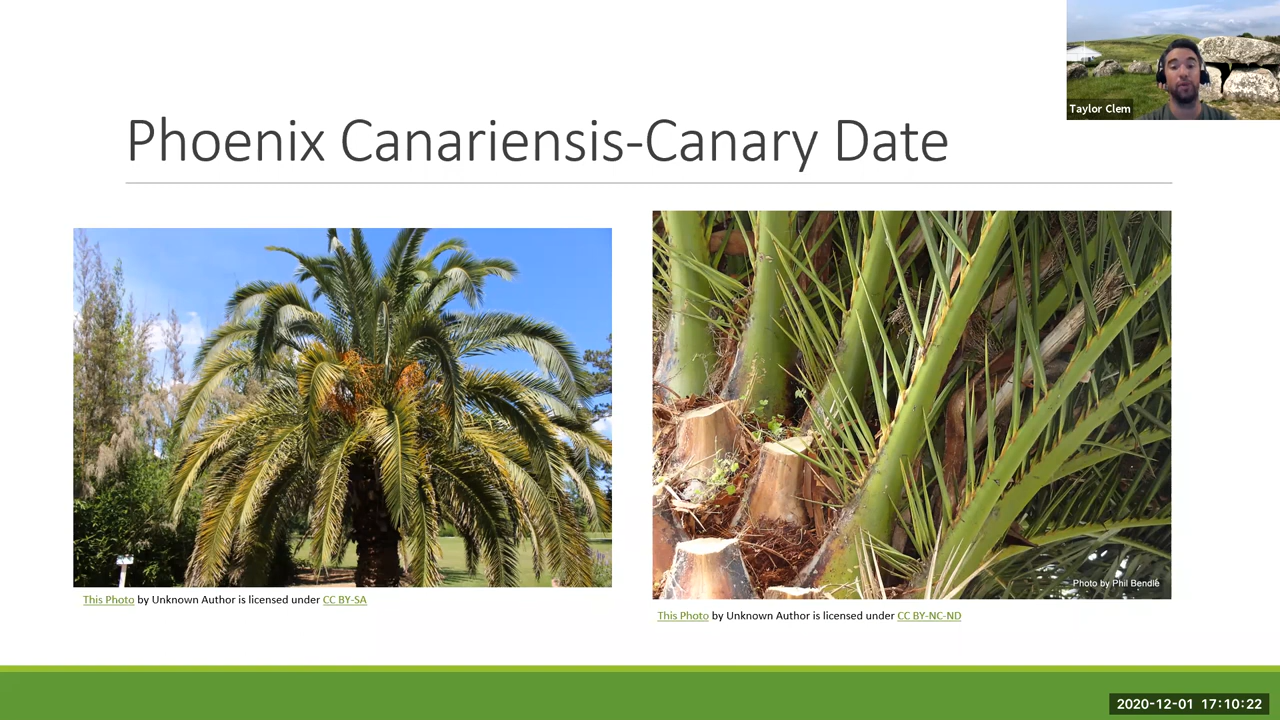 Taylor Clem
Phoenix Canariensis-Canary Date
Photo by Phil Bendle
This Photo by Unknown Author is licensed under CC BY-SA
This Photo by Unknown Author is licensed under CC BY-NC-ND
2020-12-01 17:10:22